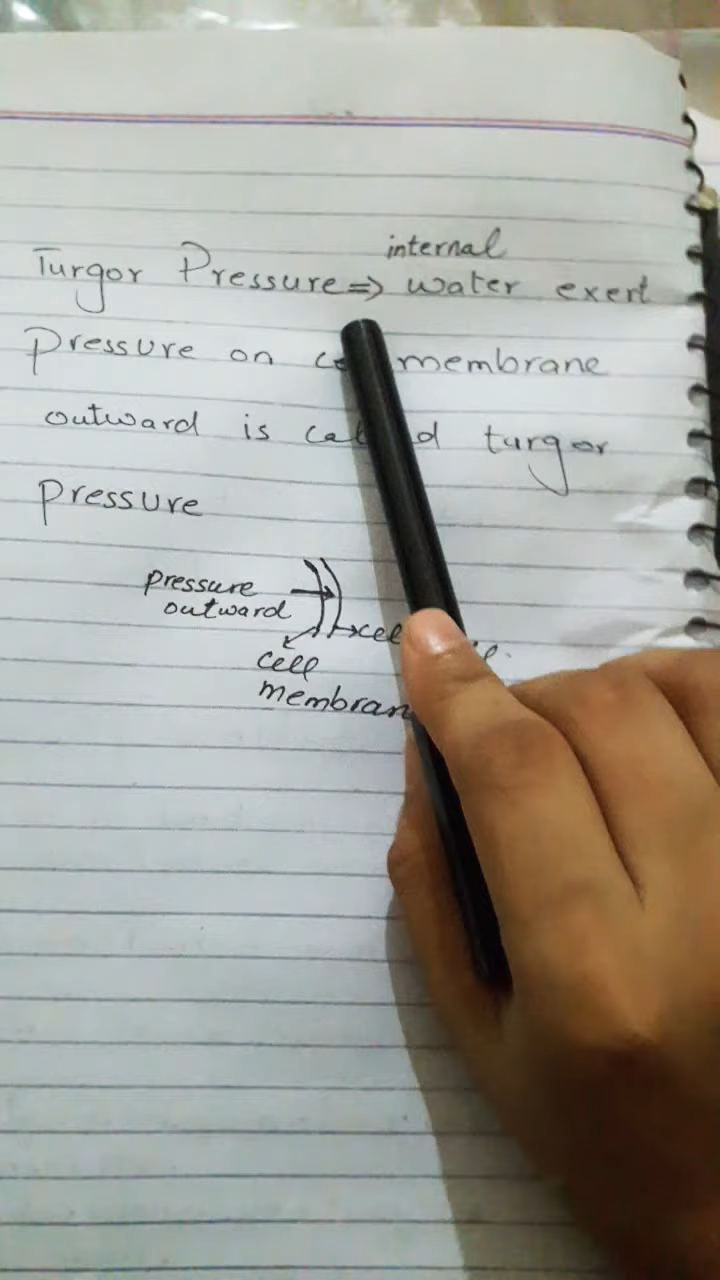 internal
Turgor Pressure => water exert
Pressure on membrane
outward is turgor
pressure
pressure
outward
cell
membran